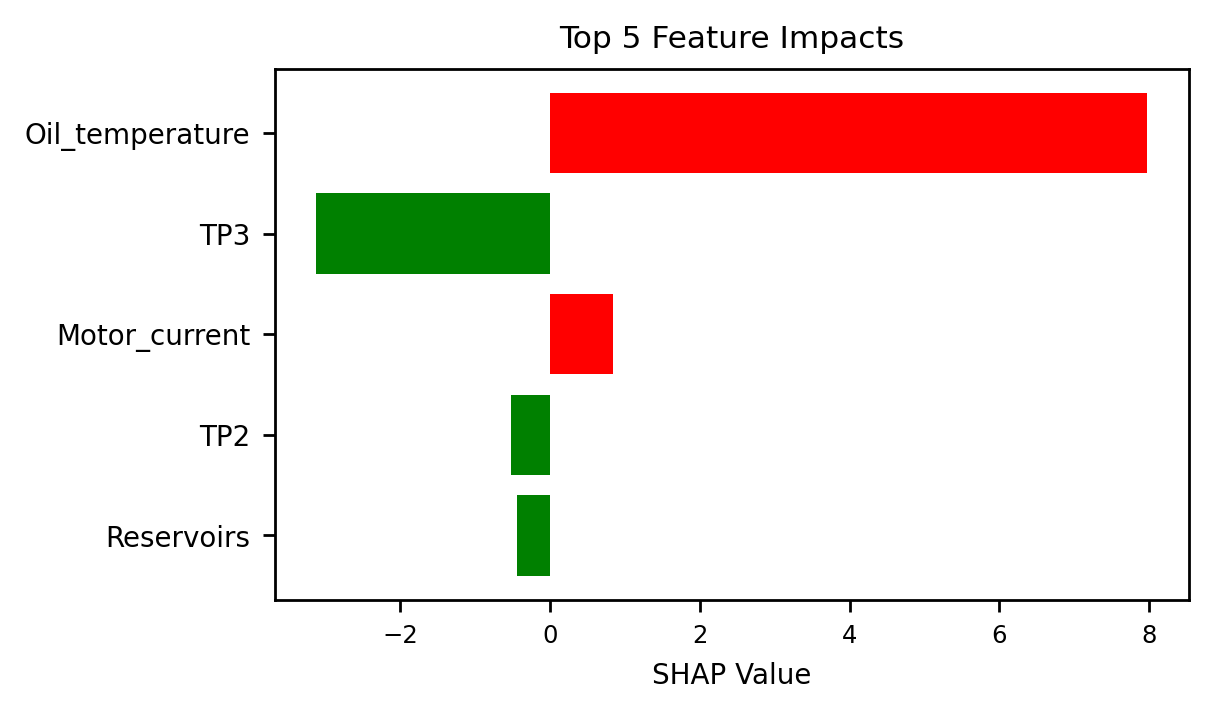 Top 5 Feature Impacts
Oil_temperature
TP3
Motor_current
TP2
Reservoirs
−2 0 2 4 6 8
SHAP Value